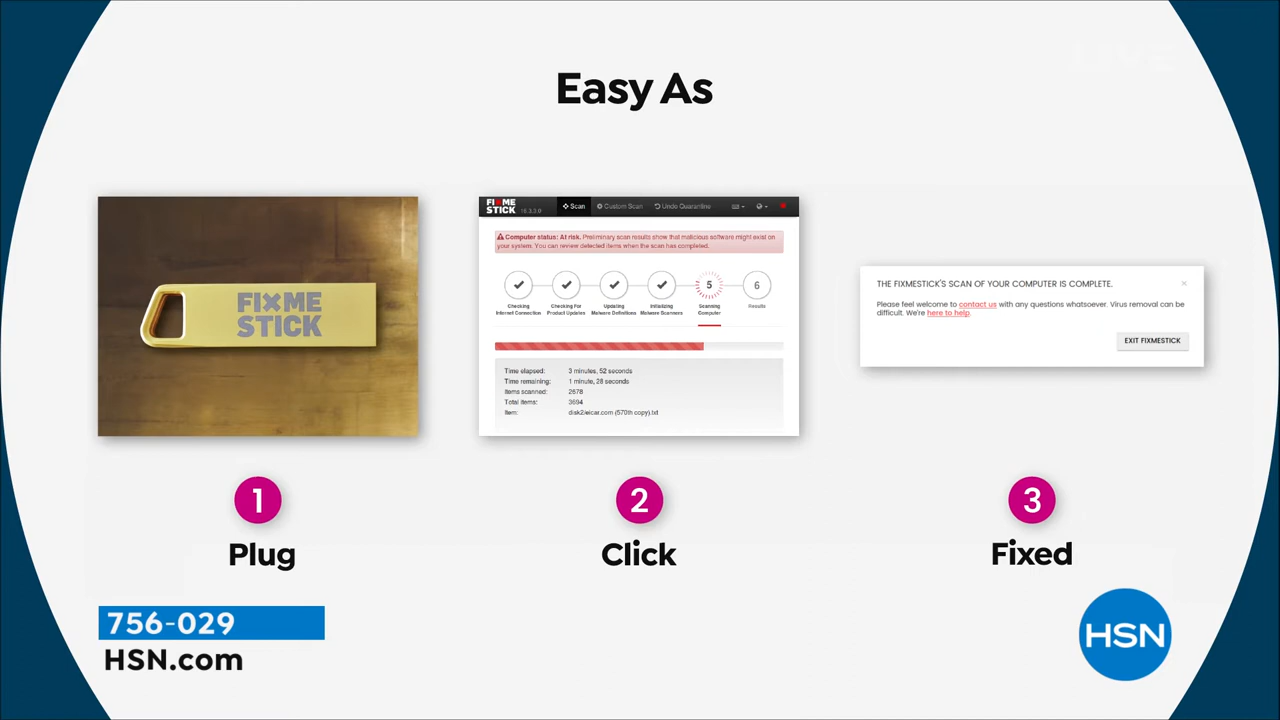 Easy As
FIXME
STICK
FIXME
STICK
Scan
Custom Scan
Undo Quarantine
Computer status: At risk. Preliminary scan results show that malicious software might exist on
your system. You can review detected items when the scan has completed.
5
6
Checking
Internet Connection
Checking For
Product Updates
Updating
Malware Definitions
Initializing
Malware Scanners
Scanning
Computer
Results
Time elapsed: 3 minutes, 52 seconds
Time remaining: 1 minute, 28 seconds
Items scanned: 2678
Total items: 3694
Item: disk2/eicar.com (570th copy).txt
THE FIXMESTICK'S SCAN OF YOUR COMPUTER IS COMPLETE.
Please feel welcome to contact us with any questions whatsoever. Virus removal can be
difficult. We're here to help.
EXIT FIXMESTICK
1
2
3
Plug
Click
Fixed
756-029
HSN.com
HSN